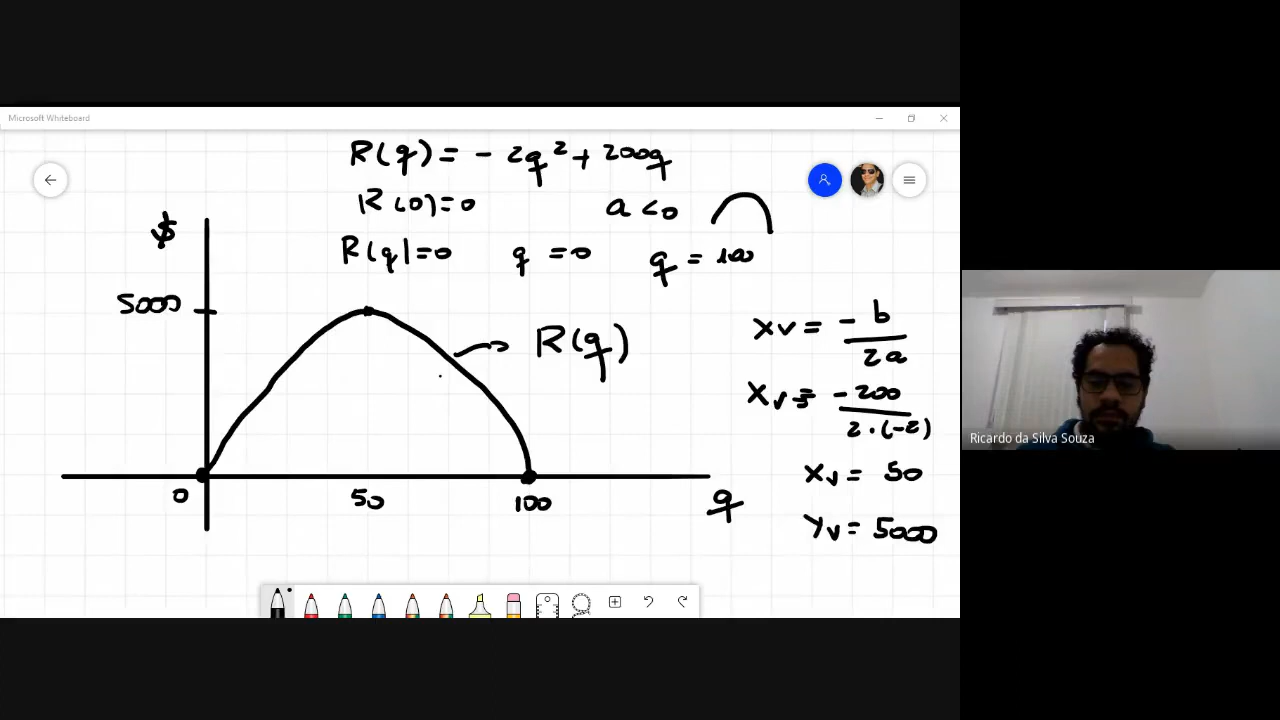 Microsoft Whiteboard
R(q) = - 2q² + 200q
R(0)=0 a<0
R(q)=0 q=0 q=100
$
5000
R(q)
xv = - b/2a
Xv = - 200/2·(-2)
Xv = 50
Yv = 5000
0 50 100 q
Ricardo da Silva Souza